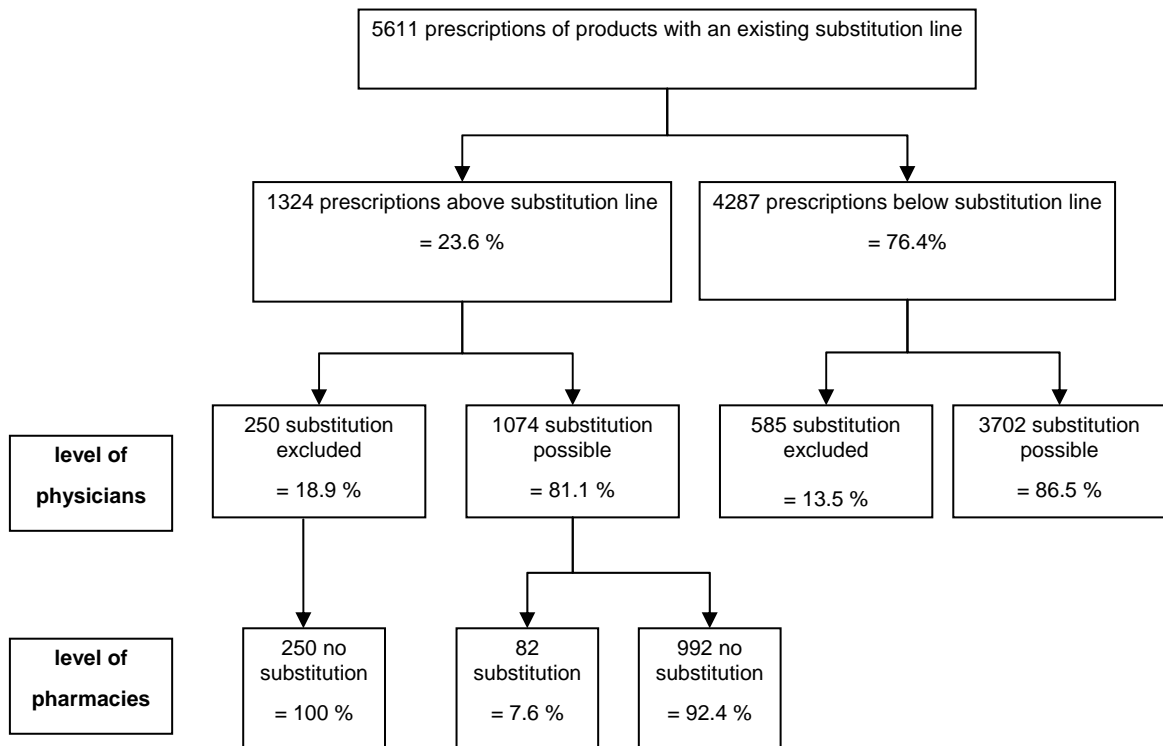 5611 prescriptions of products with an existing substitution line
1324 prescriptions above substitution line
= 23.6 %
4287 prescriptions below substitution line
= 76.4%
level of
physicians
250 substitution
excluded
= 18.9 %
1074 substitution
possible
= 81.1 %
585 substitution
excluded
= 13.5 %
3702 substitution
possible
= 86.5 %
level of
pharmacies
250 no
substitution
= 100 %
82
substitution
= 7.6 %
992 no
substitution
= 92.4 %